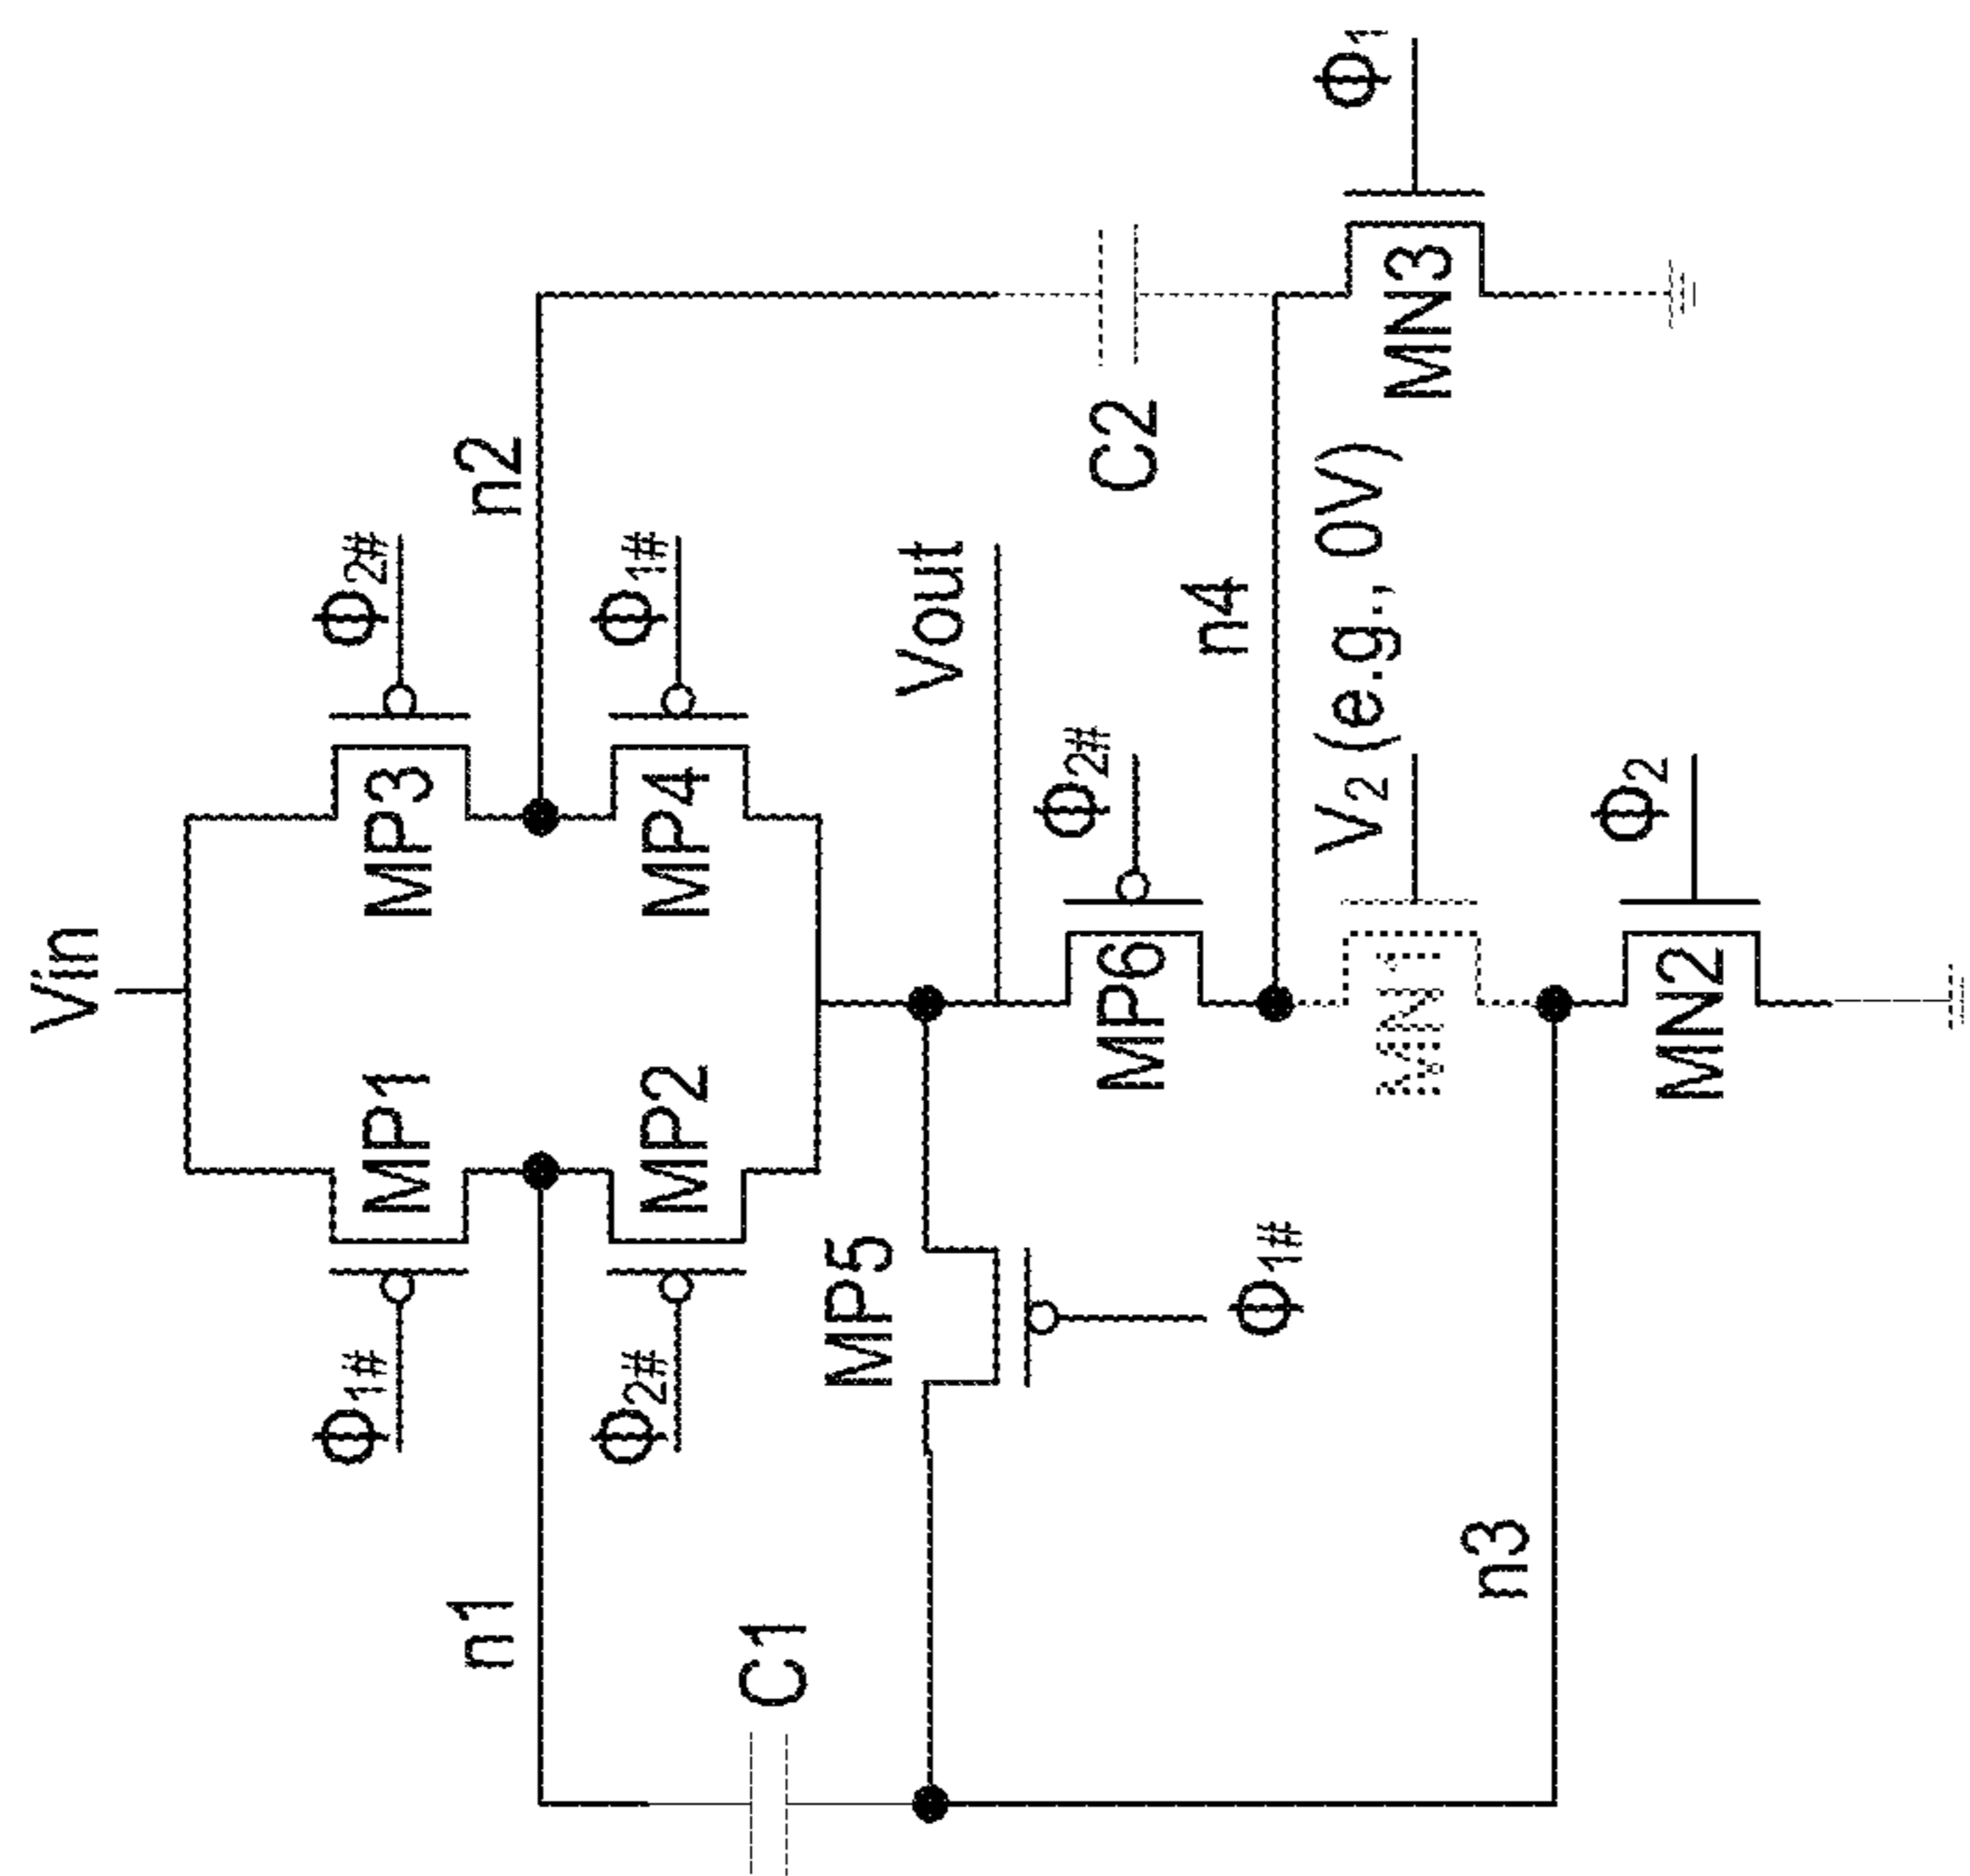 Vin
Φ1#
MP1
MP3
Φ2#
n1
n2
Φ2#
MP2
MP4
Φ1#
C1
MP5
Vout
Φ1#
MP6
Φ2#
C2
n4
Φ1
MN3
V2 (e.g., 0V)
MN1
n3
MN2
Φ2